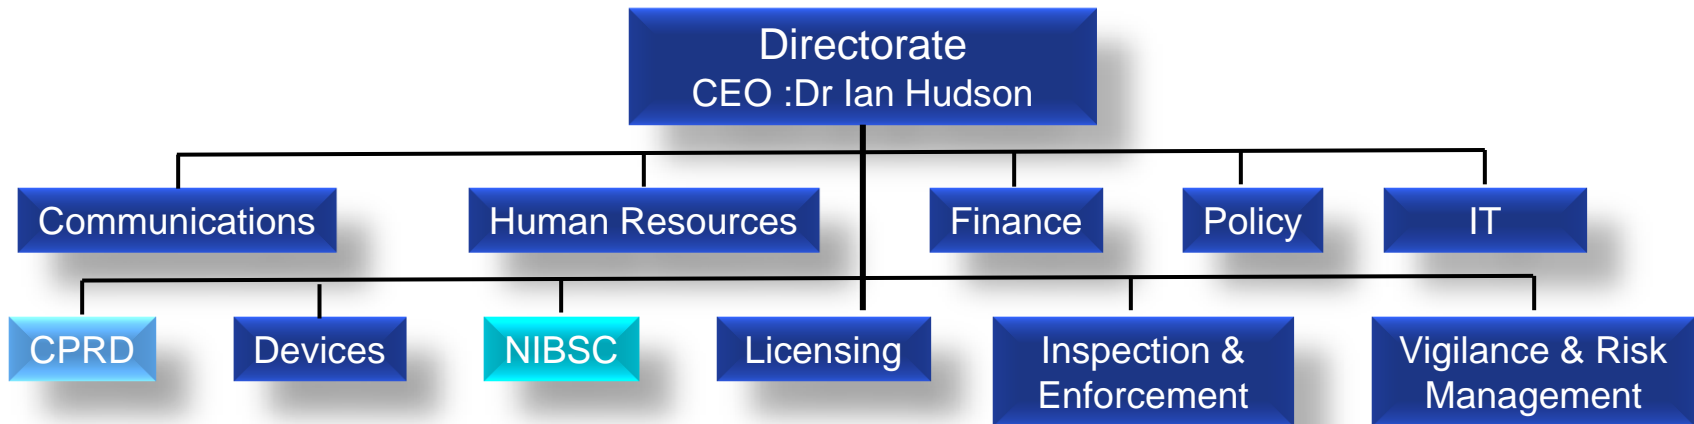 Directorate
CEO :Dr Ian Hudson
Communications
Human Resources
Finance
Policy
IT
CPRD
Devices
NIBSC
Licensing
Inspection &
Enforcement
Vigilance & Risk
Management